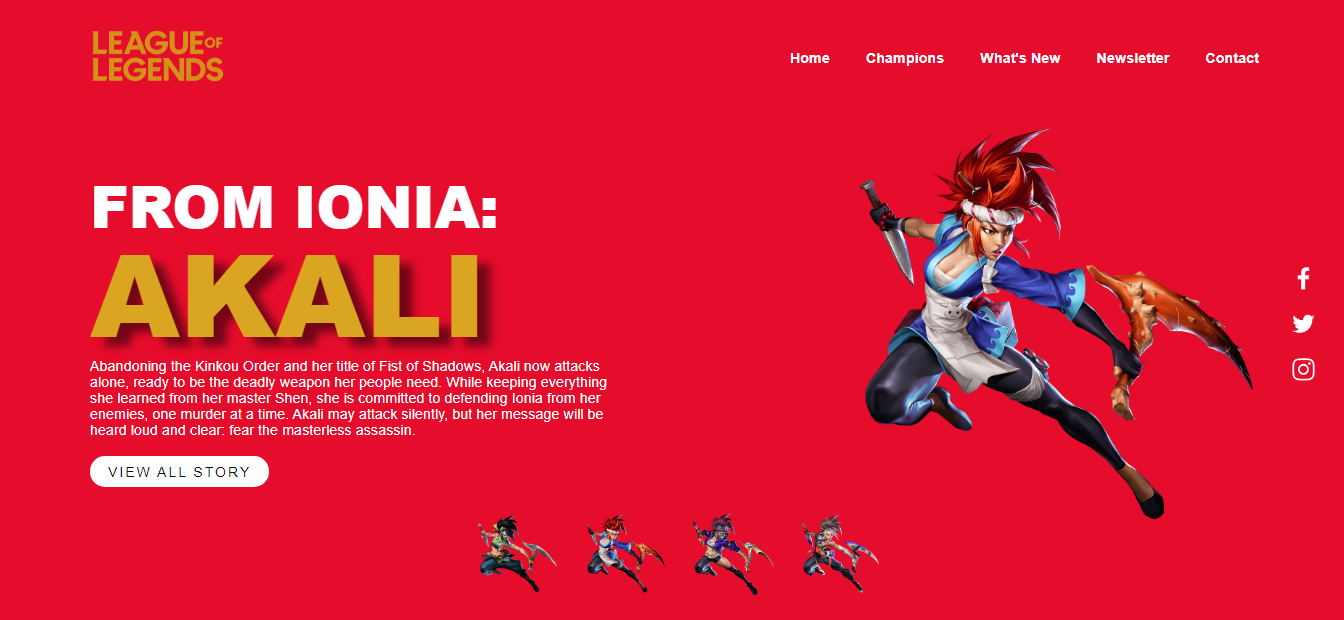 LEAGUE OF
LEGENDS
Home Champions What's New Newsletter Contact
FROM IONIA:
AKALI
Abandoning the Kinkou Order and her title of Fist of Shadows, Akali now attacks
alone, ready to be the deadly weapon her people need. While keeping everything
she learned from her master Shen, she is committed to defending Ionia from her
enemies, one murder at a time. Akali may attack silently, but her message will be
heard loud and clear: fear the masterless assassin.
VIEW ALL STORY